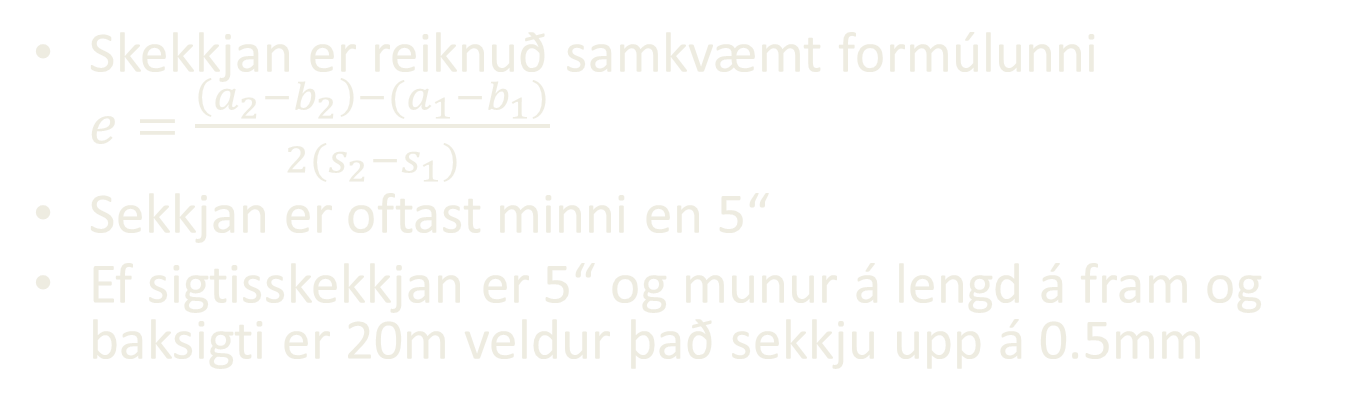 • Skekkjan er reiknuð samkvæmt formúlunni
e = (a₂−b₂)−(a₁−b₁) / 2(s₂−s₁)
• Sekkjan er oftast minni en 5“
• Ef sigtisskekkjan er 5“ og munur á lengd á fram og
baksigti er 20m veldur það sekkju upp á 0.5mm